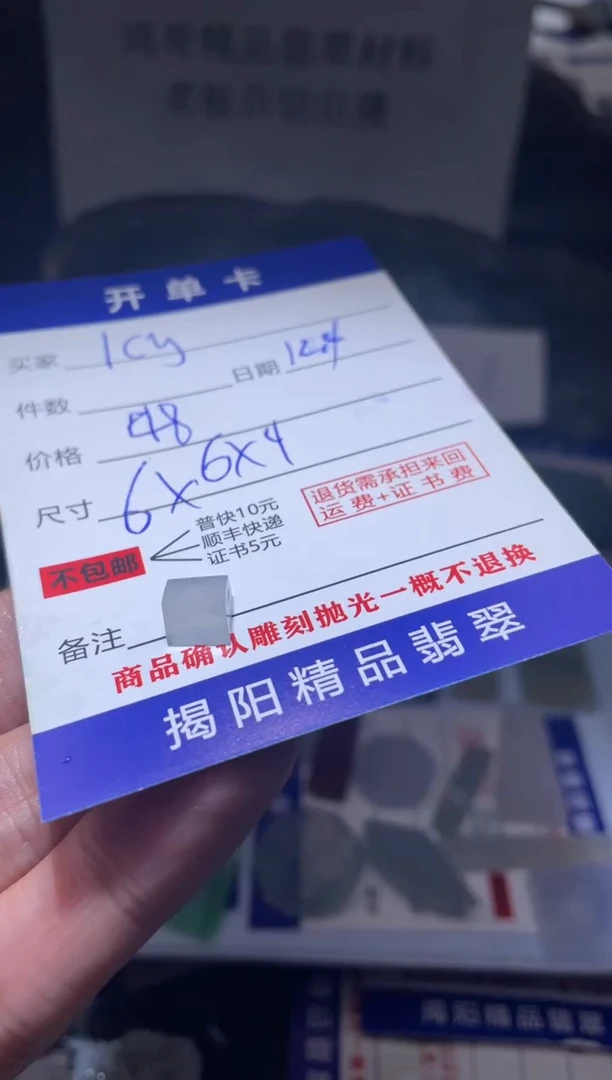 开单卡
买家 Icy
件数 日期 12.4
价格 48
尺寸 6x6x4
退货需承担来回
运费+证书费
普快10元
不包邮 顺丰快递
证书5元
备注
商品确认雕刻抛光一概不退换
揭阳精品翡翠